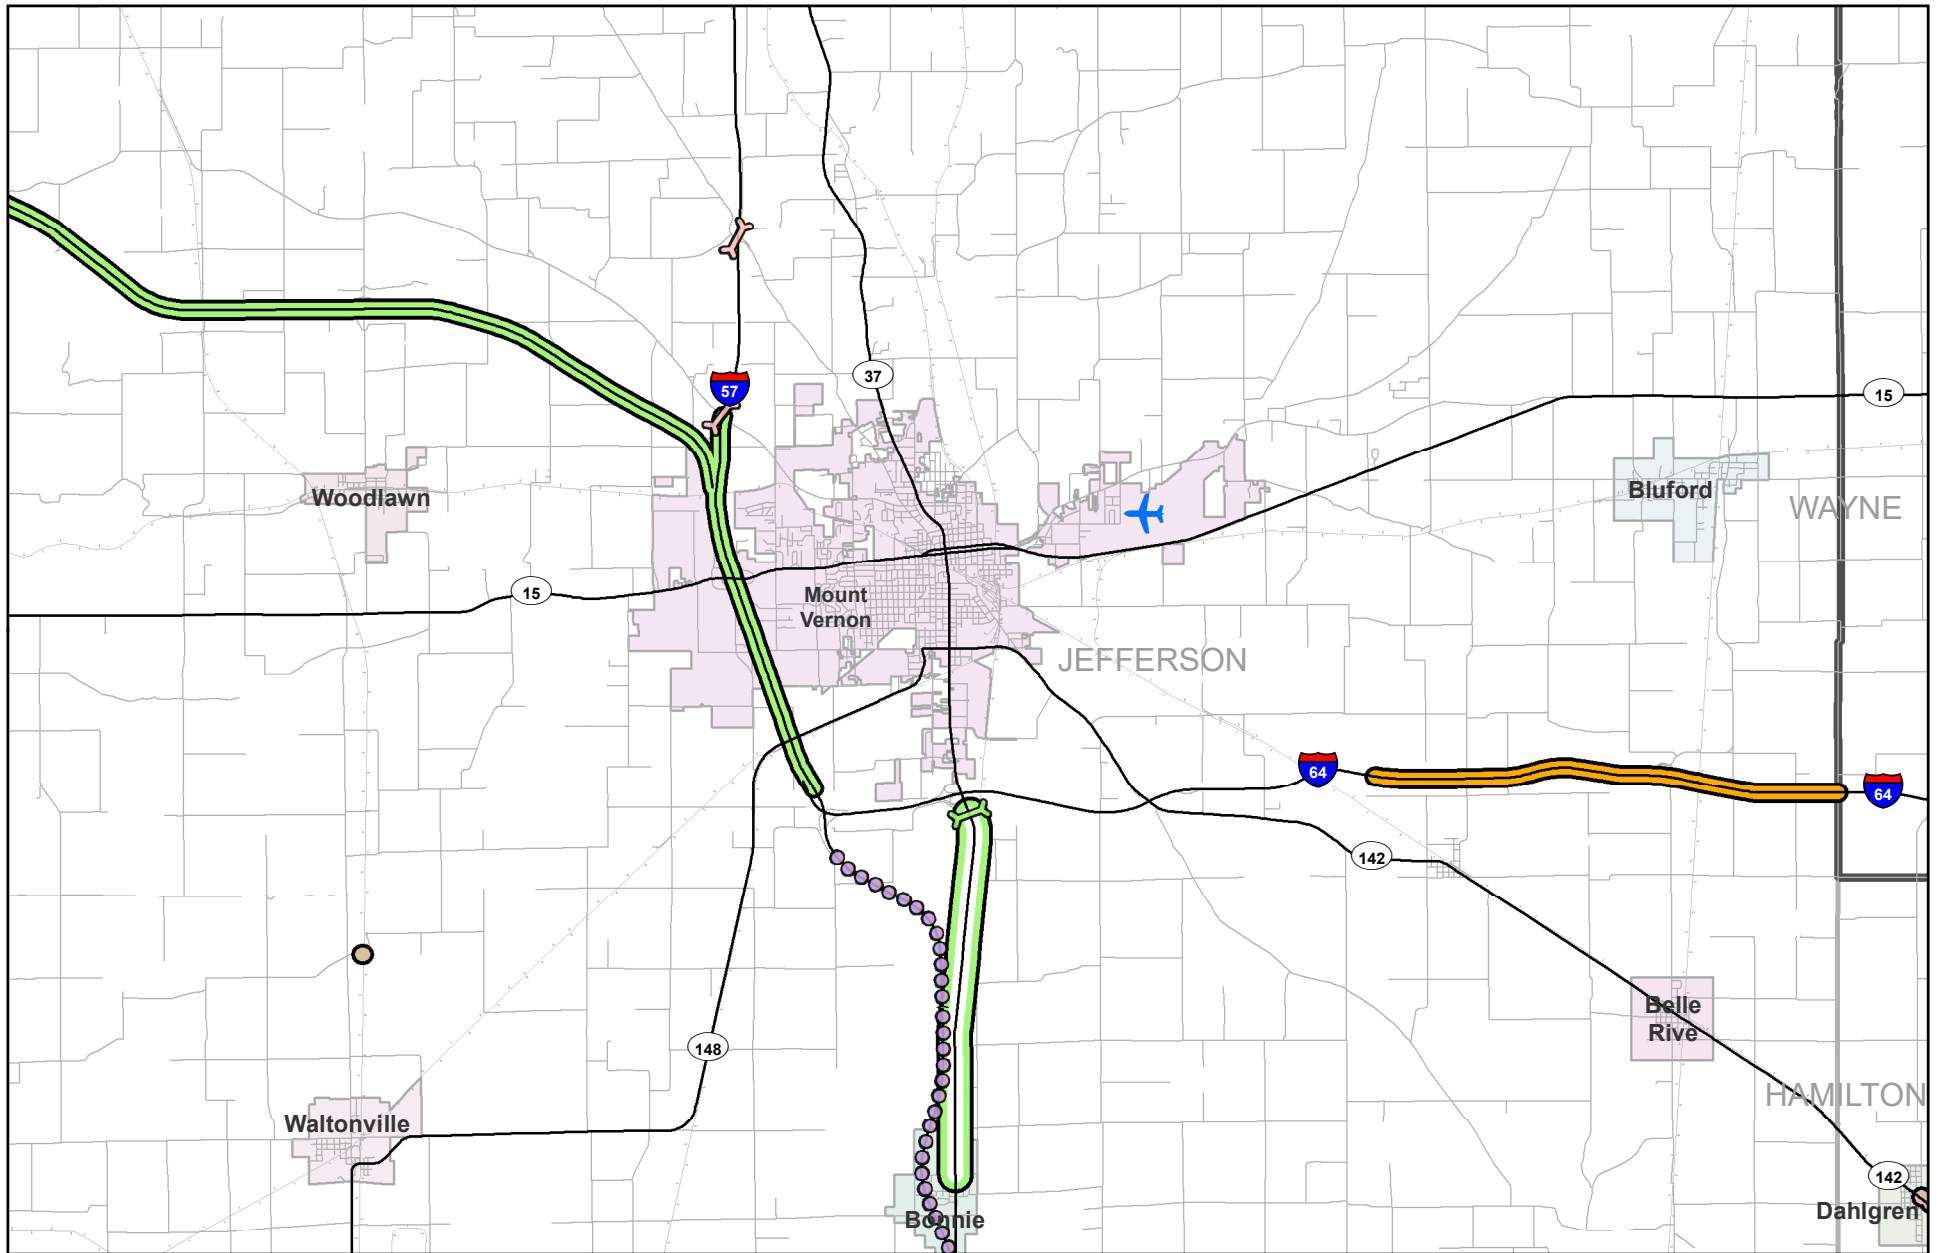 57
37
15
Woodlawn
Bluford
WAYNE
15
Mount
Vernon
JEFFERSON
64
64
142
Belle
Rive
148
HAMILTON
Waltonville
142
Bonnie
Dahlgren